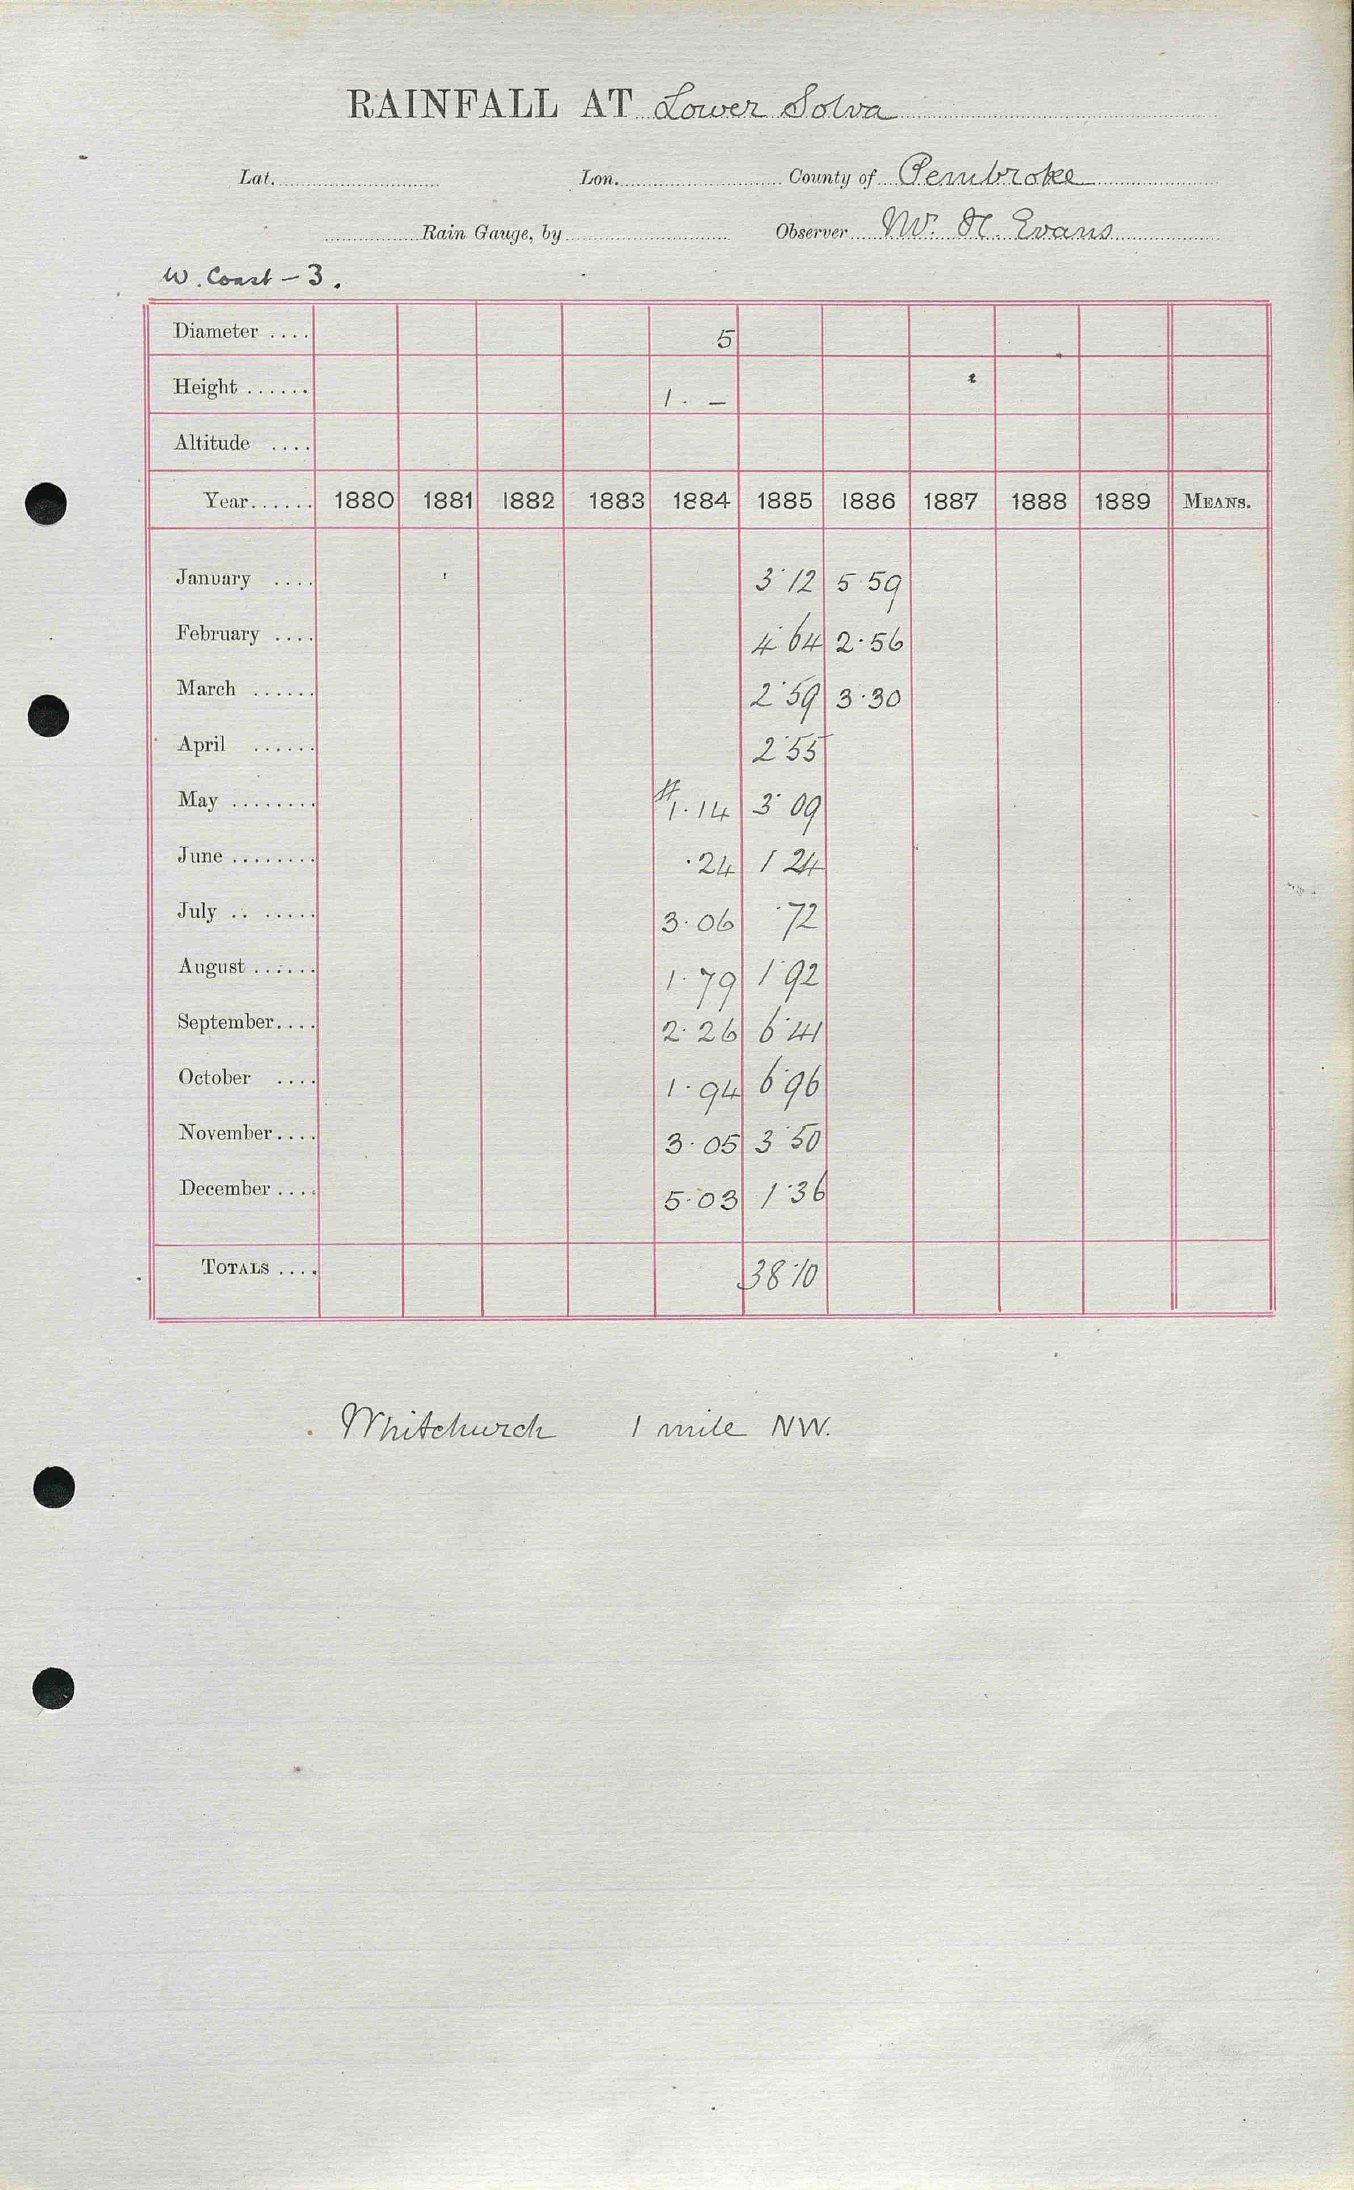 RAINFALL AT Lower Solva
Lat. Lon. County of Pembroke
Rain Gauge, by Observer W. H. Evans
W. Coast - 3.
Diameter .... 5
Height ...... 1. -
Altitude ....
Year ...... 1880 1881 1882 1883 1884 1885 1886 1887 1888 1889 MEANS.
January .... 3.12 5.59
February .... 4.64 2.56
March ...... 2.59 3.30
April ...... 2.55
May ........ #1.14 3.09
June ........ .24 1 24
July .. ..... 3.06 .72
August ...... 1.79 1.92
September .... 2.26 6.41
October .... 1.94 6.96
November .... 3.05 3.50
December .... 5.03 1.36
TOTALS .... 38.10
Whitchurch 1 mile NW.